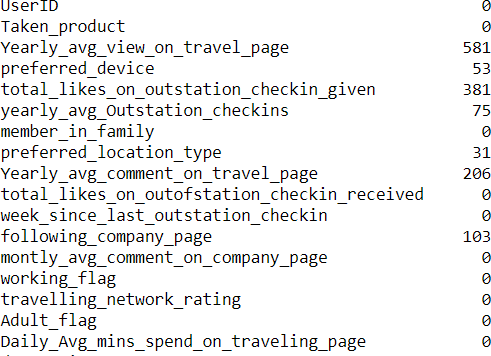 UserID 0
Taken_product 0
Yearly_avg_view_on_travel_page 581
preferred_device 53
total_likes_on_outstation_checkin_given 381
yearly_avg_Outstation_checkins 75
member_in_family 0
preferred_location_type 31
Yearly_avg_comment_on_travel_page 206
total_likes_on_outofstation_checkin_received 0
week_since_last_outstation_checkin 0
following_company_page 103
montly_avg_comment_on_company_page 0
working_flag 0
travelling_network_rating 0
Adult_flag 0
Daily_Avg_mins_spend_on_traveling_page 0